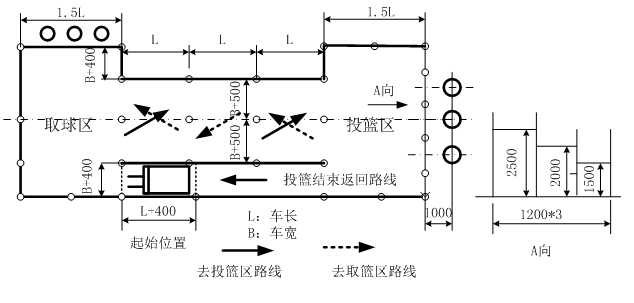 1.5L
1.5L
B+400
L
L
L
A向
B+500
取球区
投篮区
B+500
B+400
投篮结束返回路线
L+400
L：车长
B：车宽
起始位置
去投篮区路线
去取篮区路线
1000
2500
2000
1500
1200*3
A向